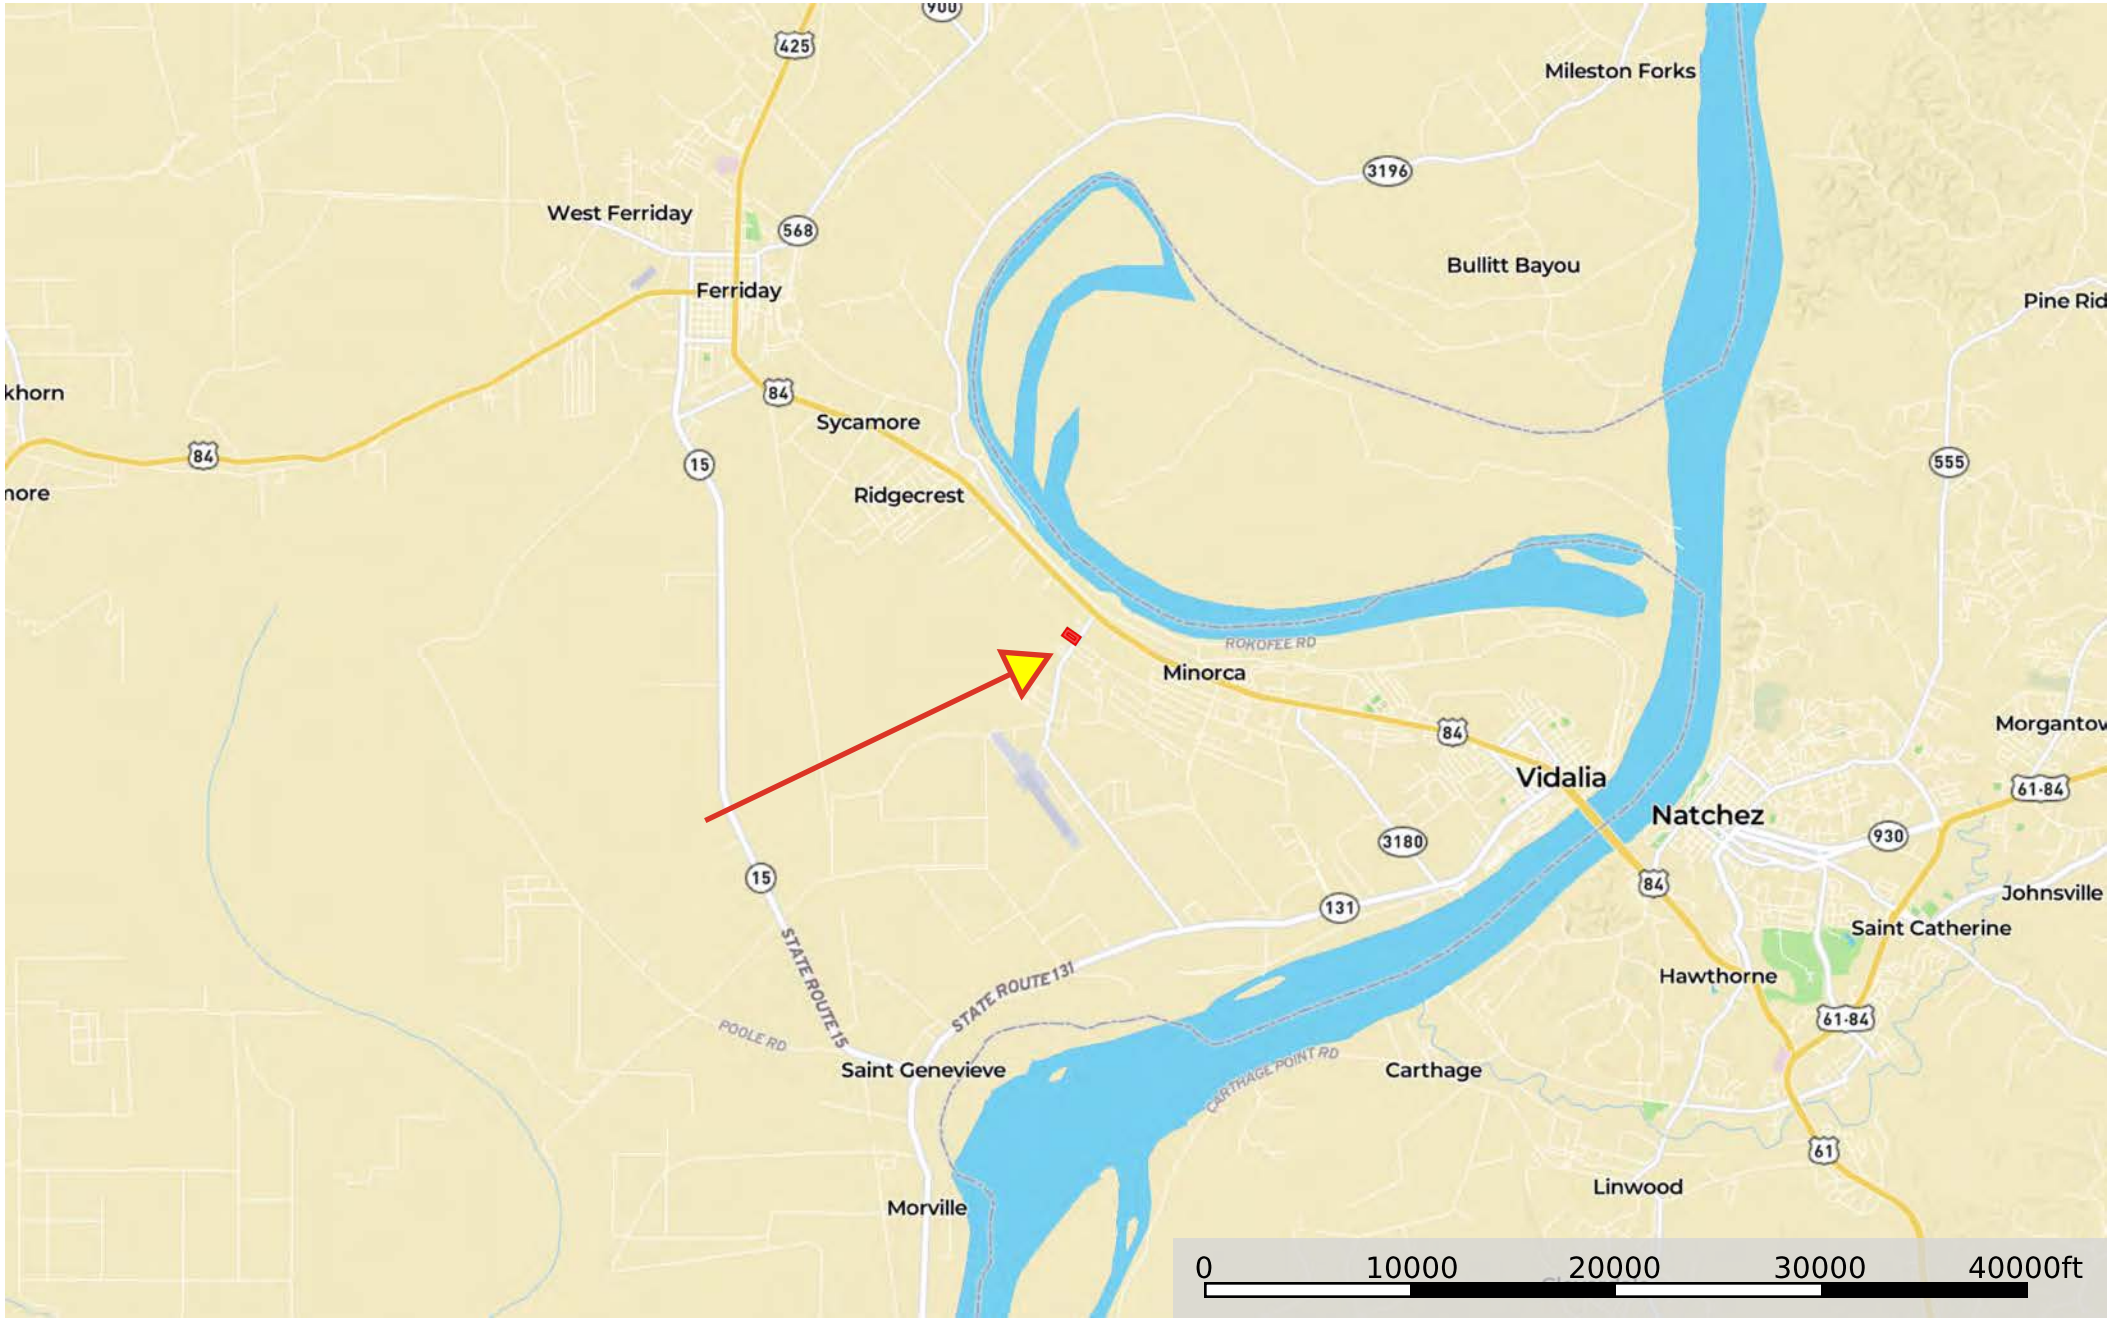 900
425
Mileston Forks
3196
West Ferriday
568
Bullitt Bayou
Ferriday
Pine Rid
khorn
84
Sycamore
84
15
555
Ridgecrest
nore
ROKOFEE RD
Minorca
Morgantov
84
Vidalia
61-84
Natchez
3180
930
15
84
131
Johnsville
STATE ROUTE 15
Saint Catherine
STATE ROUTE 131
Hawthorne
61-84
POOLE RD
Saint Genevieve
CARTHAGE POINT RD
Carthage
61
Linwood
Morville
0 10000 20000 30000 40000ft